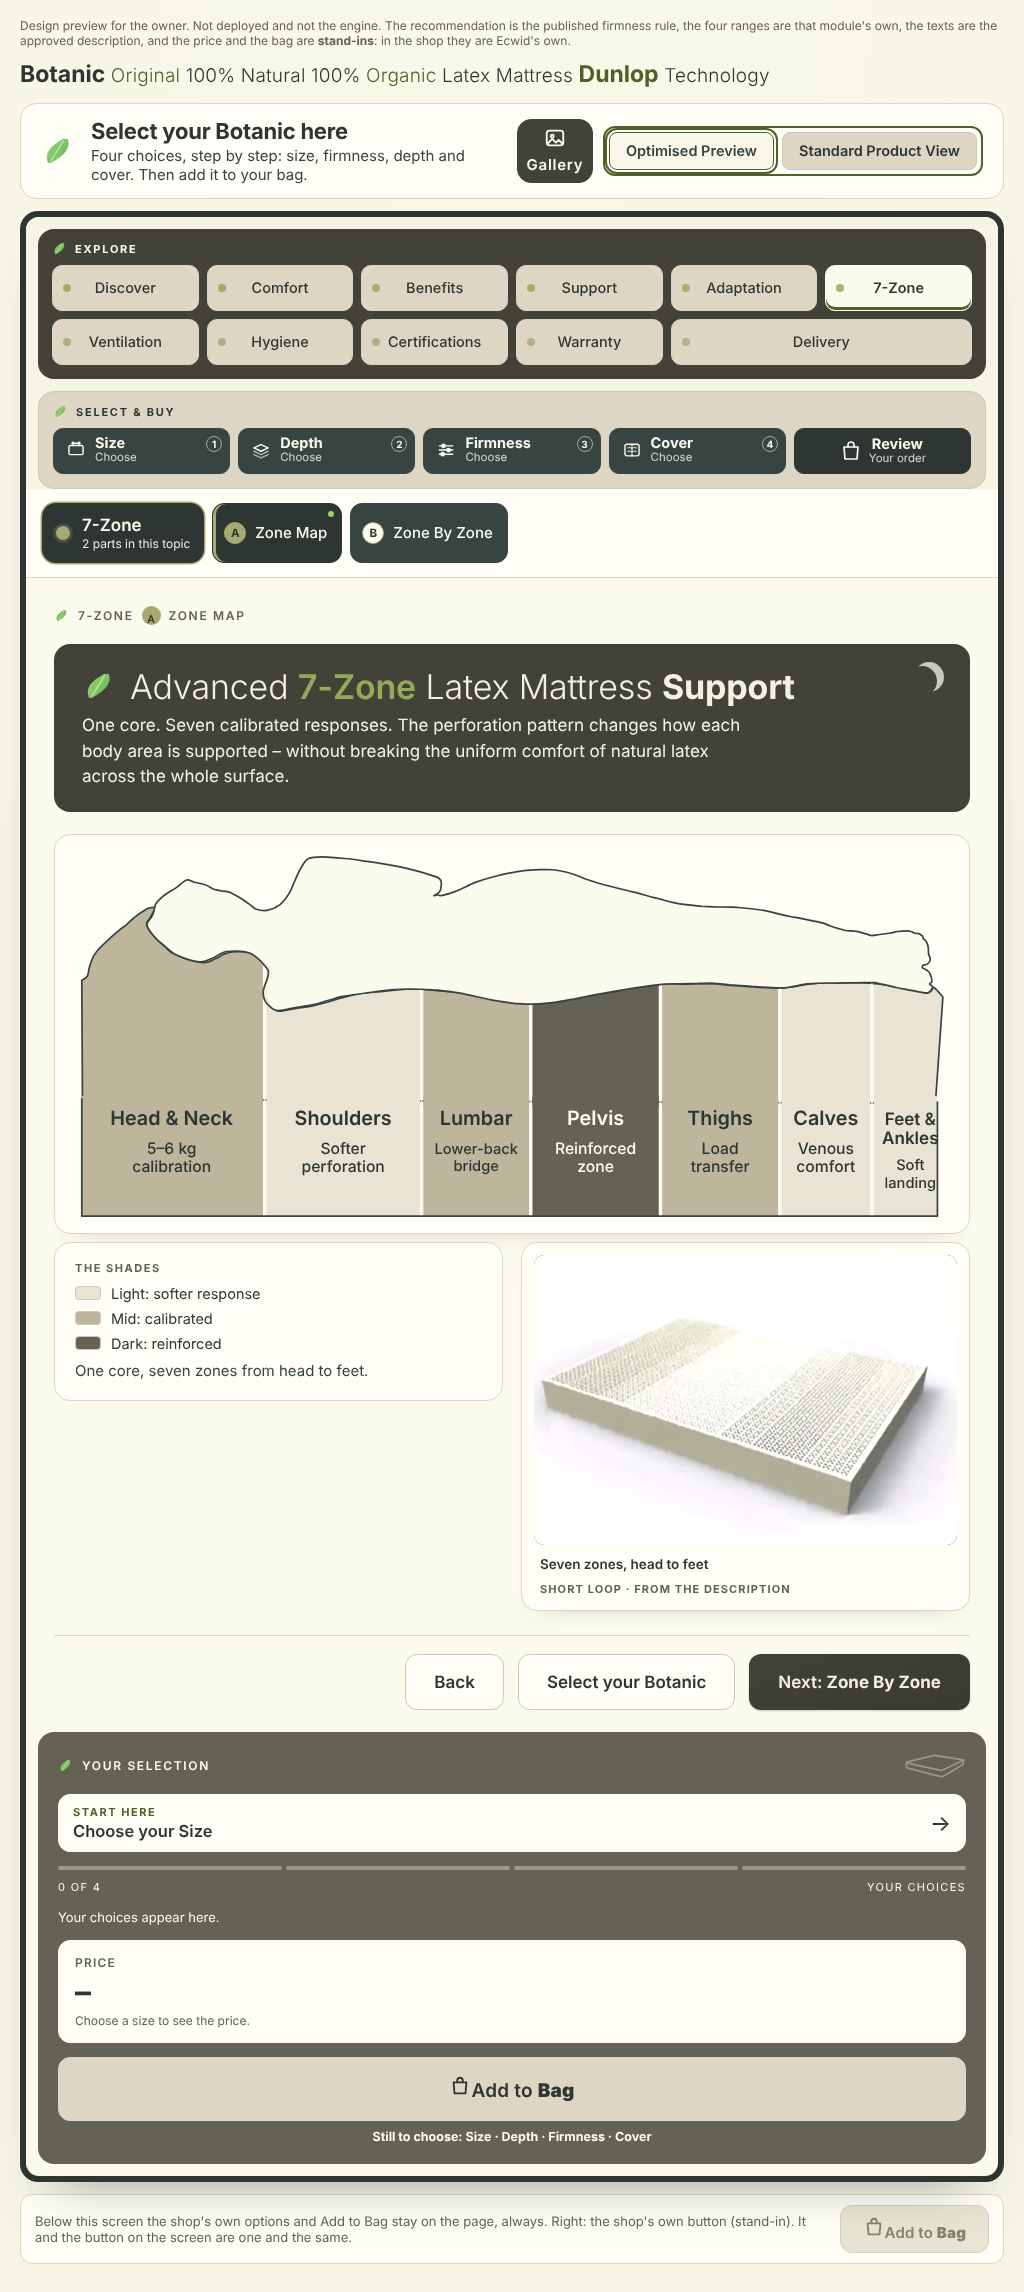 Design preview for the owner. Not deployed and not the engine. The recommendation is the published firmness rule, the four ranges are that module's own, the texts are the
approved description, and the price and the bag are stand-ins: in the shop they are Ecwid's own.
Botanic Original 100% Natural 100% Organic Latex Mattress Dunlop Technology
Select your Botanic here
Four choices, step by step: size, firmness, depth and
cover. Then add it to your bag.
Gallery
Optimised Preview
Standard Product View
EXPLORE
Discover
Comfort
Benefits
Support
Adaptation
7-Zone
Ventilation
Hygiene
Certifications
Warranty
Delivery
SELECT & BUY
Size
Choose
1
Depth
Choose
2
Firmness
Choose
3
Cover
Choose
4
Review
Your order
7-Zone
2 parts in this topic
A Zone Map
B Zone By Zone
7-ZONE A ZONE MAP
Advanced 7-Zone Latex Mattress Support
One core. Seven calibrated responses. The perforation pattern changes how each
body area is supported – without breaking the uniform comfort of natural latex
across the whole surface.
Head & Neck
5–6 kg
calibration
Shoulders
Softer
perforation
Lumbar
Lower-back
bridge
Pelvis
Reinforced
zone
Thighs
Load
transfer
Calves
Venous
comfort
Feet &
Ankles
Soft
landing
THE SHADES
Light: softer response
Mid: calibrated
Dark: reinforced
One core, seven zones from head to feet.
Seven zones, head to feet
SHORT LOOP · FROM THE DESCRIPTION
Back
Select your Botanic
Next: Zone By Zone
YOUR SELECTION
START HERE
Choose your Size
0 OF 4
YOUR CHOICES
Your choices appear here.
PRICE
–
Choose a size to see the price.
Add to Bag
Still to choose: Size · Depth · Firmness · Cover
Below this screen the shop's own options and Add to Bag stay on the page, always. Right: the shop's own button (stand-in). It
and the button on the screen are one and the same.
Add to Bag